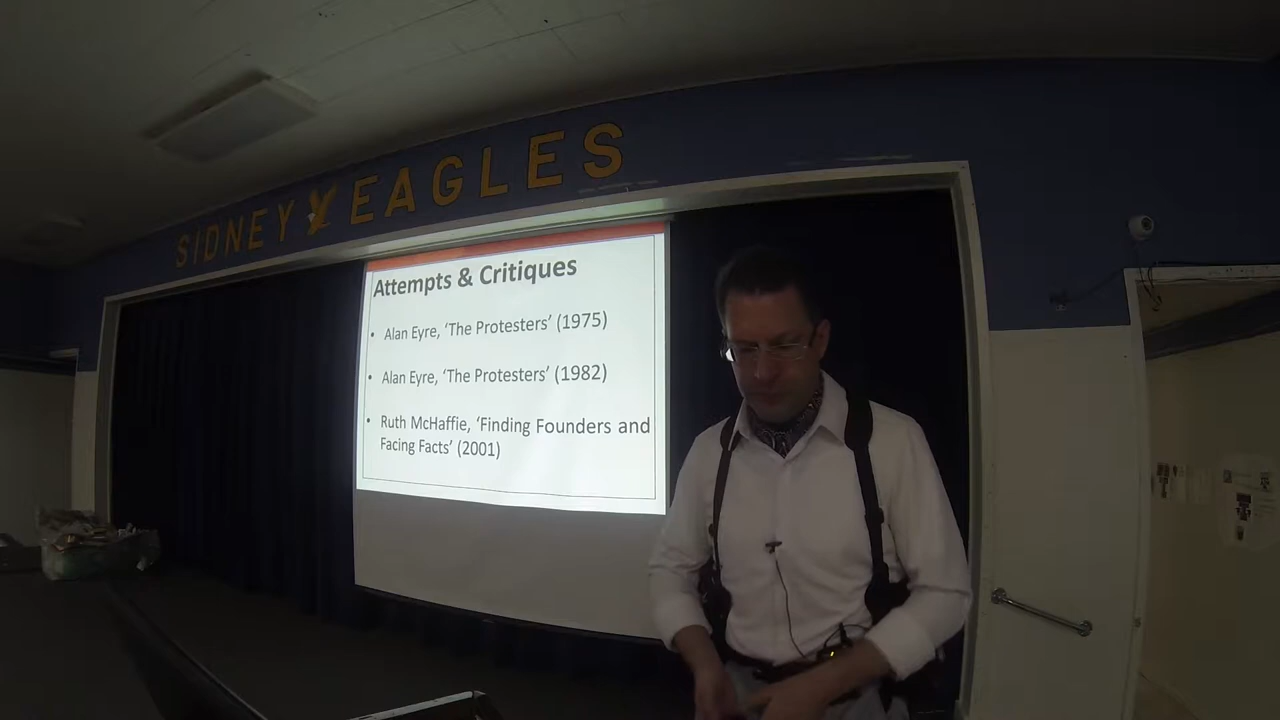 SIDNEY EAGLES
Attempts & Critiques
• Alan Eyre, ‘The Protesters’ (1975)
• Alan Eyre, ‘The Protesters’ (1982)
• Ruth McHaffie, ‘Finding Founders and
Facing Facts’ (2001)